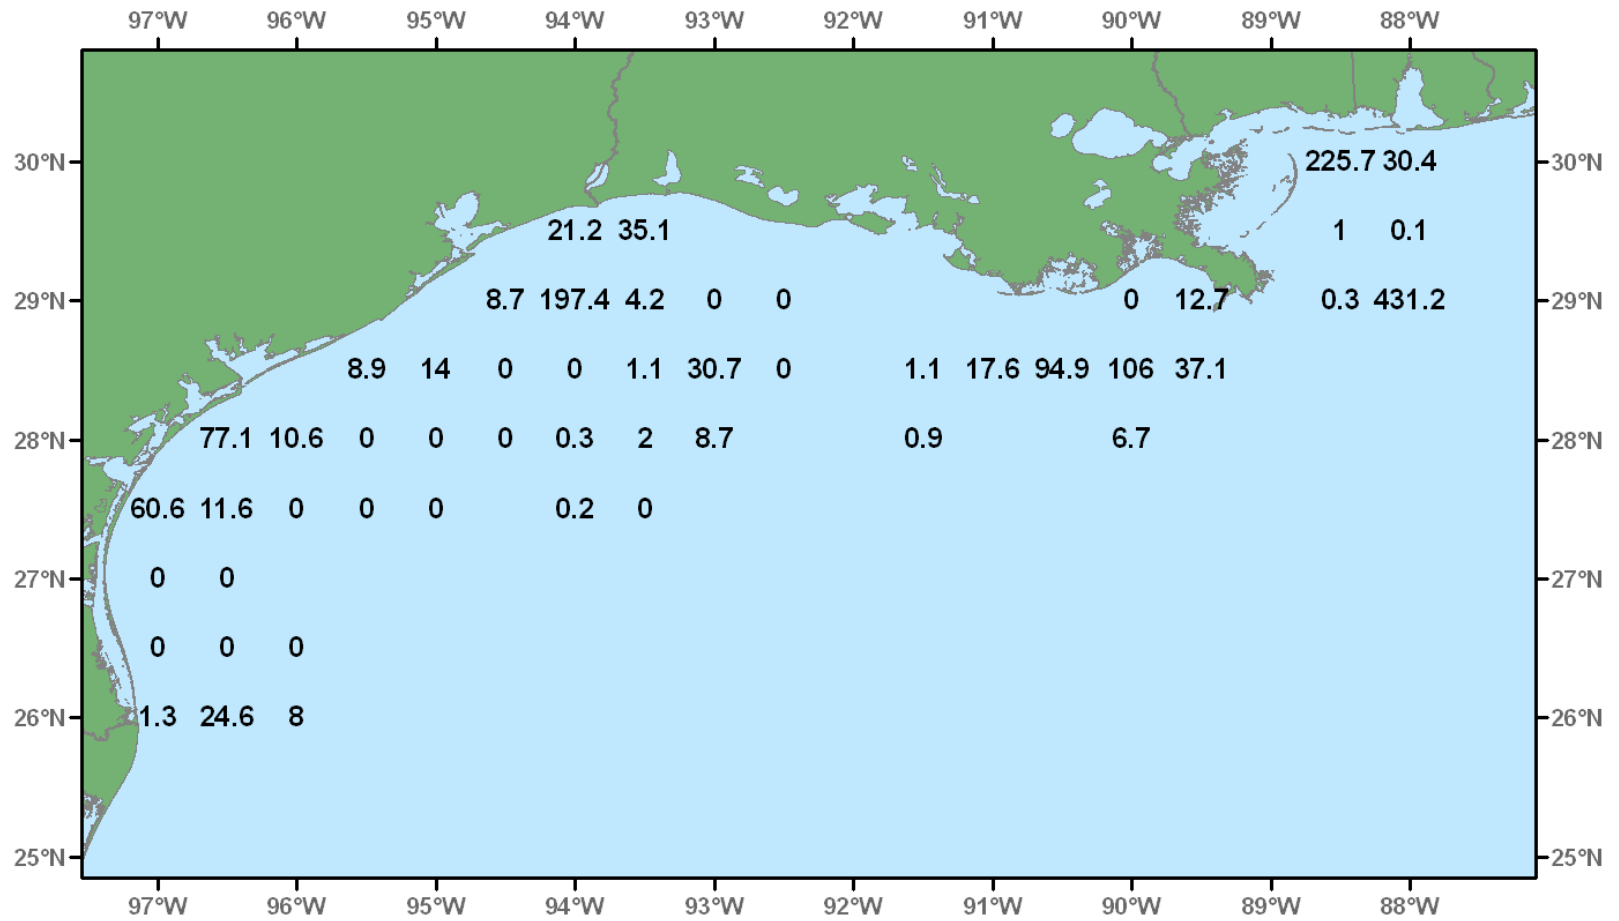 97°W 96°W 95°W 94°W 93°W 92°W 91°W 90°W 89°W 88°W
30°N 225.7 30.4 30°N
21.2 35.1 1 0.1
29°N 8.7 197.4 4.2 0 0 0 12.7 0.3 431.2 29°N
8.9 14 0 0 1.1 30.7 0 1.1 17.6 94.9 106 37.1
28°N 77.1 10.6 0 0 0 0.3 2 8.7 0.9 6.7 28°N
60.6 11.6 0 0 0 0.2 0
27°N 0 0 27°N
0 0 0
26°N 1.3 24.6 8 26°N
25°N 25°N
97°W 96°W 95°W 94°W 93°W 92°W 91°W 90°W 89°W 88°W